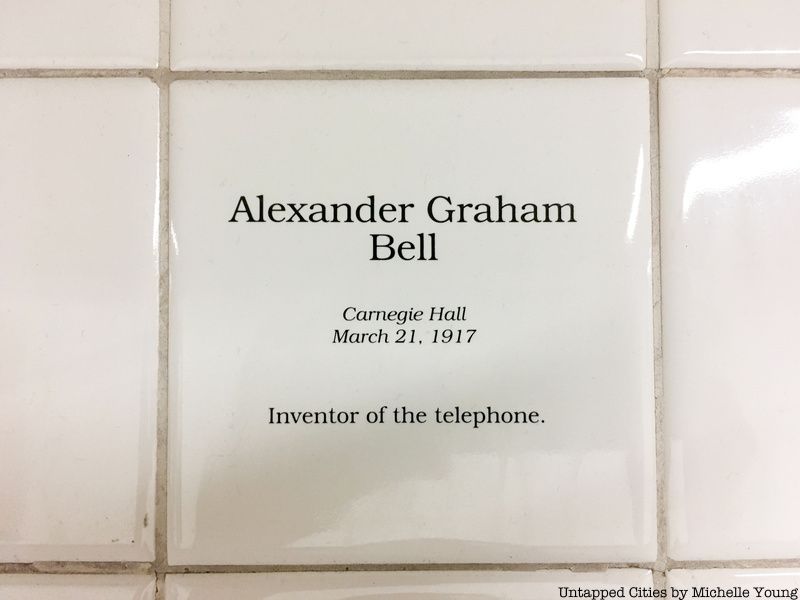 Alexander Graham
Bell
Carnegie Hall
March 21, 1917
Inventor of the telephone.
Untapped Cities by Michelle Young